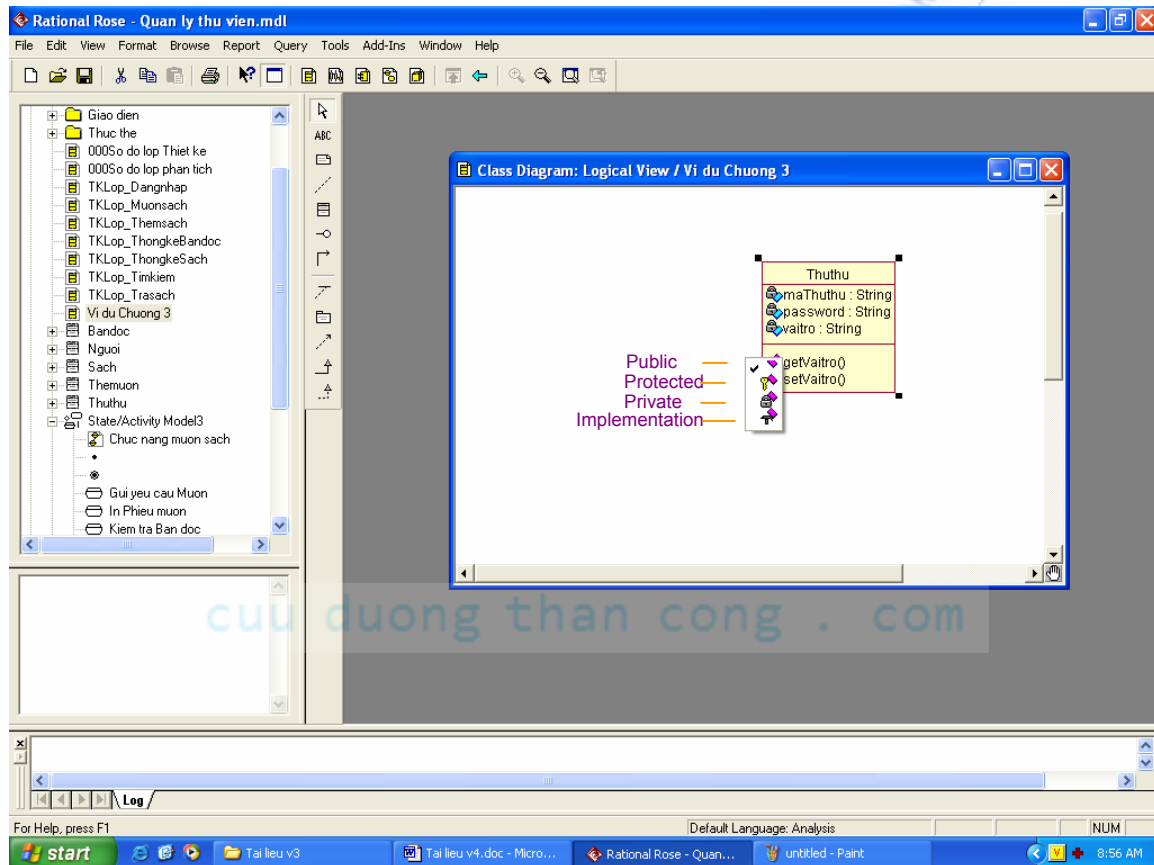 Rational Rose - Quan ly thu vien.mdl
File Edit View Format Browse Report Query Tools Add-Ins Window Help
Giao dien
Thuc the
000So do lop Thiet ke
000So do lop phan tich
TKLop_Dangnhap
TKLop_Muonsach
TKLop_Themsach
TKLop_ThongkeBandoc
TKLop_ThongkeSach
TKLop_Timkiem
TKLop_Trasach
Vi du Chuong 3
Bandoc
Nguoi
Sach
Themuon
Thuthu
State/Activity Model3
Chuc nang muon sach
Gui yeu cau Muon
In Phieu muon
Kiem tra Ban doc
ABC
Class Diagram: Logical View / Vi du Chuong 3
Thuthu
maThuthu : String
password : String
vaitro : String
getVaitro()
setVaitro()
Public
Protected
Private
Implementation
cuu duong than cong . com
Log
For Help, press F1
Default Language: Analysis
NUM
start
Tai lieu v3
Tai lieu v4.doc - Micro...
Rational Rose - Quan...
untitled - Paint
V
8:56 AM